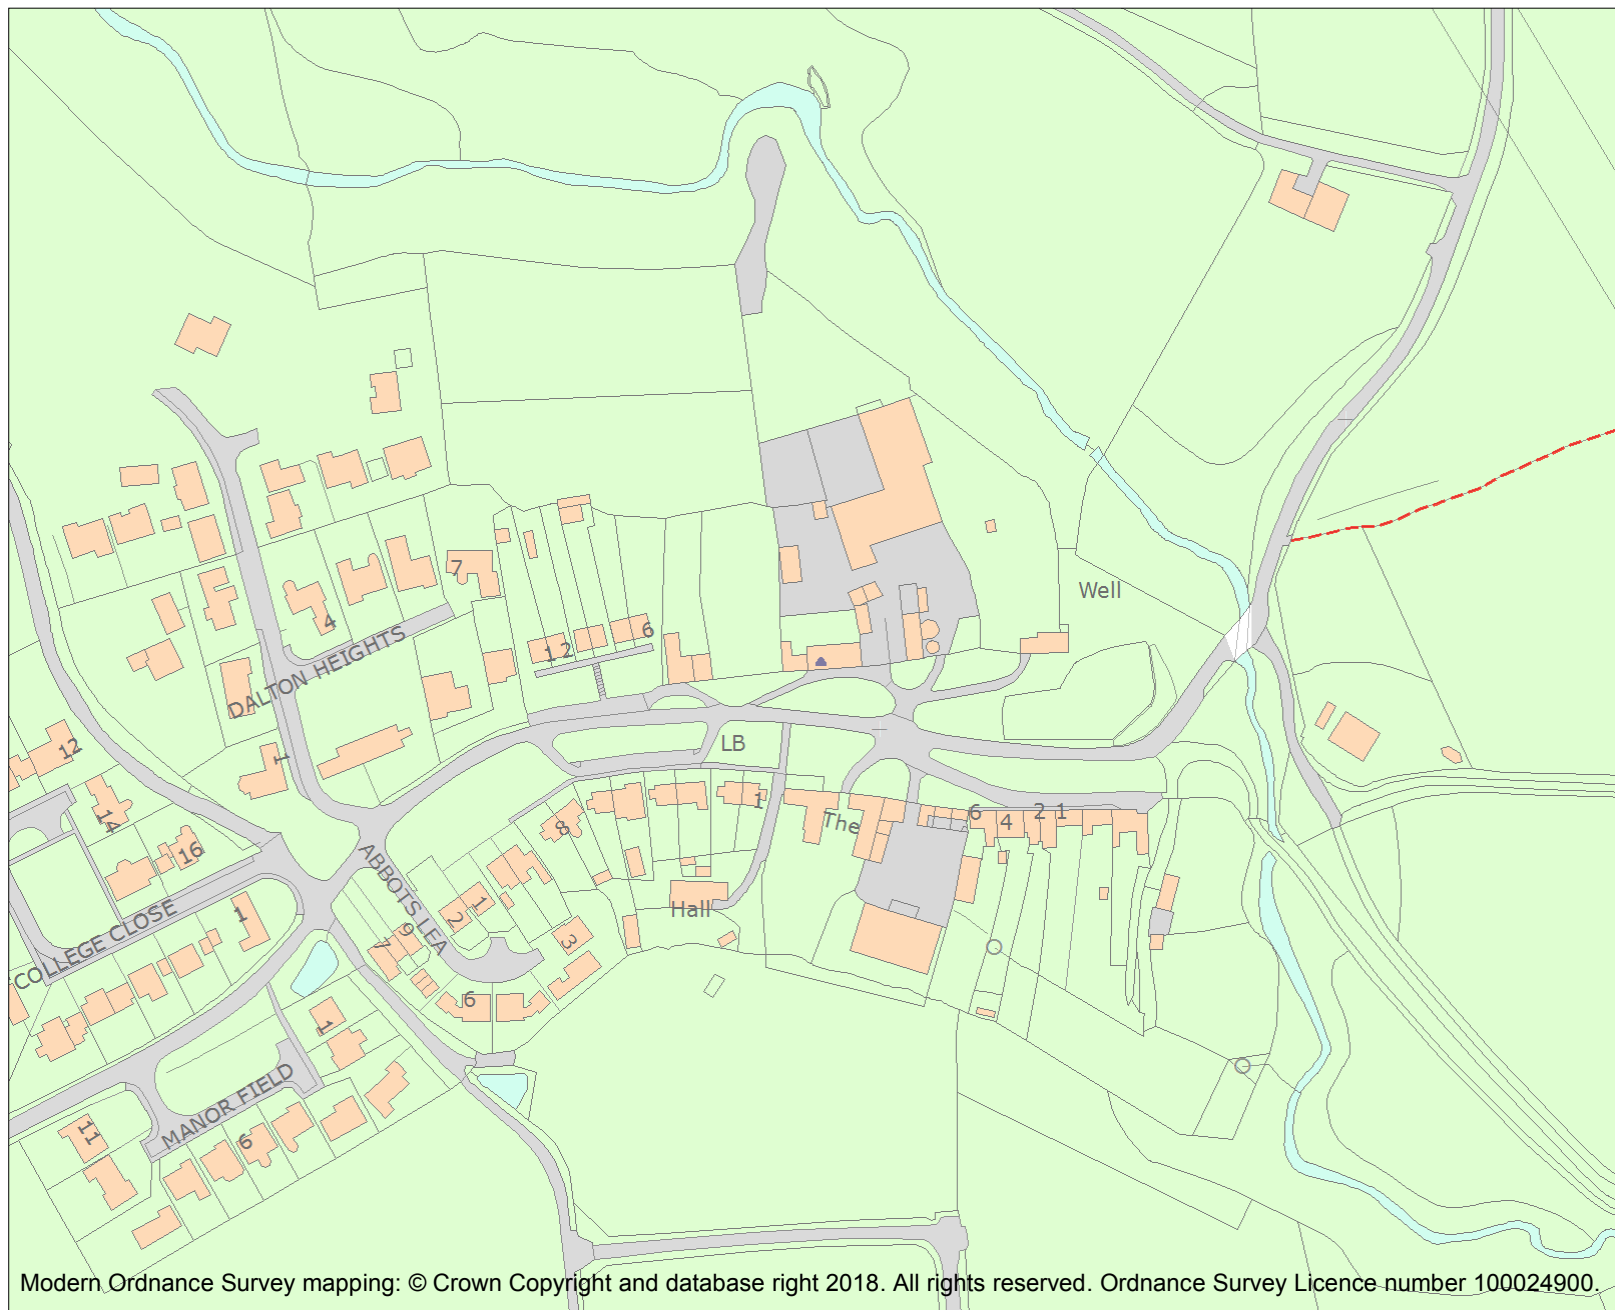 7
4
DALTON HEIGHTS
1 2
6
Well
12
1
LB
14
16
8
1
The
6
4
2 1
ABBOTS LEA
COLLEGE CLOSE
1
2
1
9
7
3
Hall
6
1
MANOR FIELD
11
6
Modern Ordnance Survey mapping: © Crown Copyright and database right 2018. All rights reserved. Ordnance Survey Licence number 100024900.